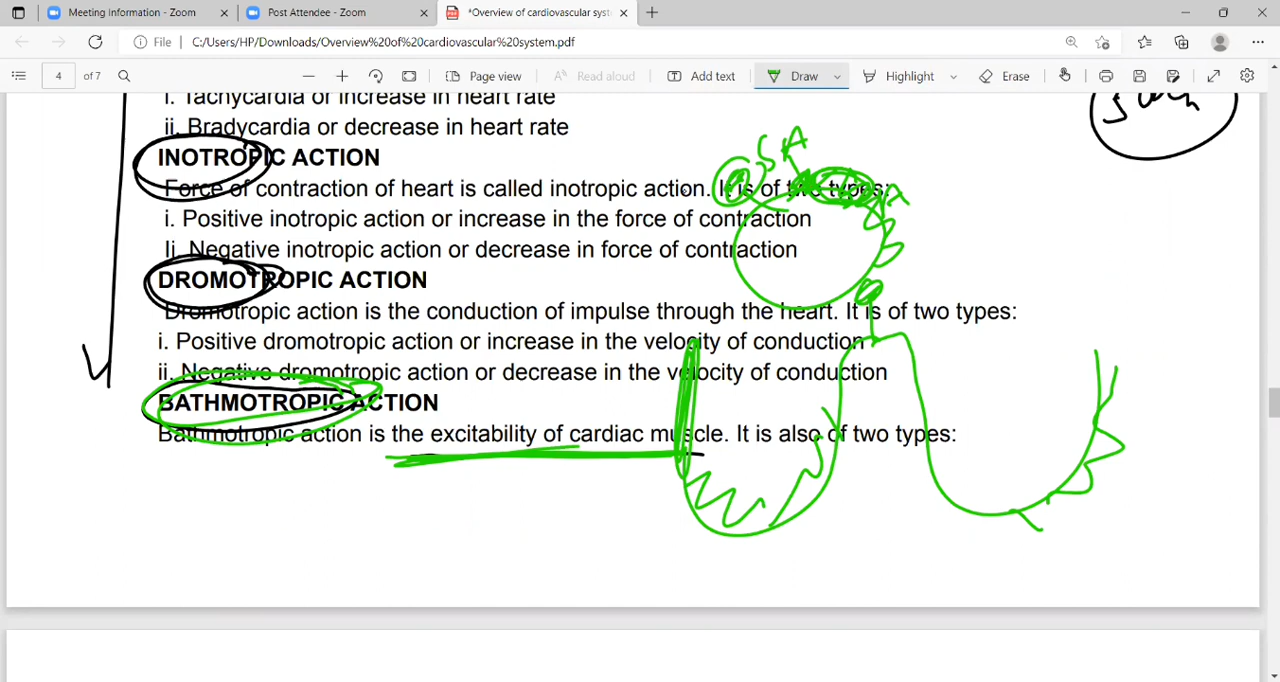 Meeting Information - Zoom
Post Attendee - Zoom
*Overview of cardiovascular syst
File C:/Users/HP/Downloads/Overview%20of%20cardiovascular%20system.pdf
4 of 7 Page view Read aloud Add text Draw Highlight Erase
i. Tachycardia or increase in heart rate
ii. Bradycardia or decrease in heart rate
SA
INOTROPIC ACTION
Force of contraction of heart is called inotropic action. It is of two types:
i. Positive inotropic action or increase in the force of contraction
Ii. Negative inotropic action or decrease in force of contraction
DROMOTROPIC ACTION
Dromotropic action is the conduction of impulse through the heart. It is of two types:
i. Positive dromotropic action or increase in the velocity of conduction
ii. Negative dromotropic action or decrease in the velocity of conduction
BATHMOTROPIC ACTION
Bathmotropic action is the excitability of cardiac muscle. It is also of two types: